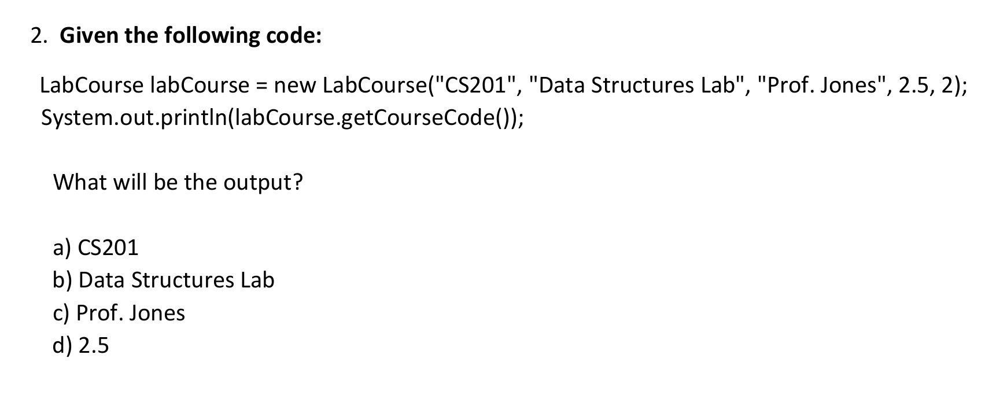 2. Given the following code:
LabCourse labCourse = new LabCourse("CS201", "Data Structures Lab", "Prof. Jones", 2.5, 2);
System.out.println(labCourse.getCourseCode());
What will be the output?
a) CS201
b) Data Structures Lab
c) Prof. Jones
d) 2.5